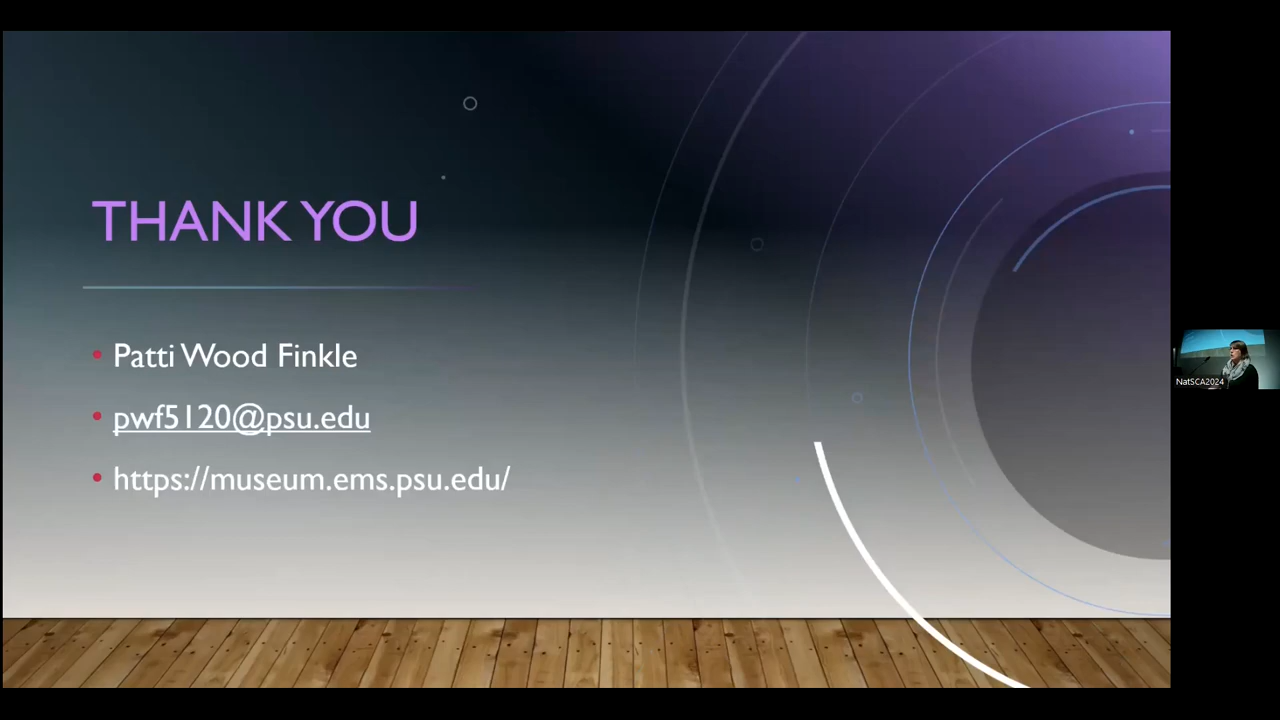 THANK YOU
• Patti Wood Finkle
• pwf5120@psu.edu
• https://museum.ems.psu.edu/
NatSCA2024